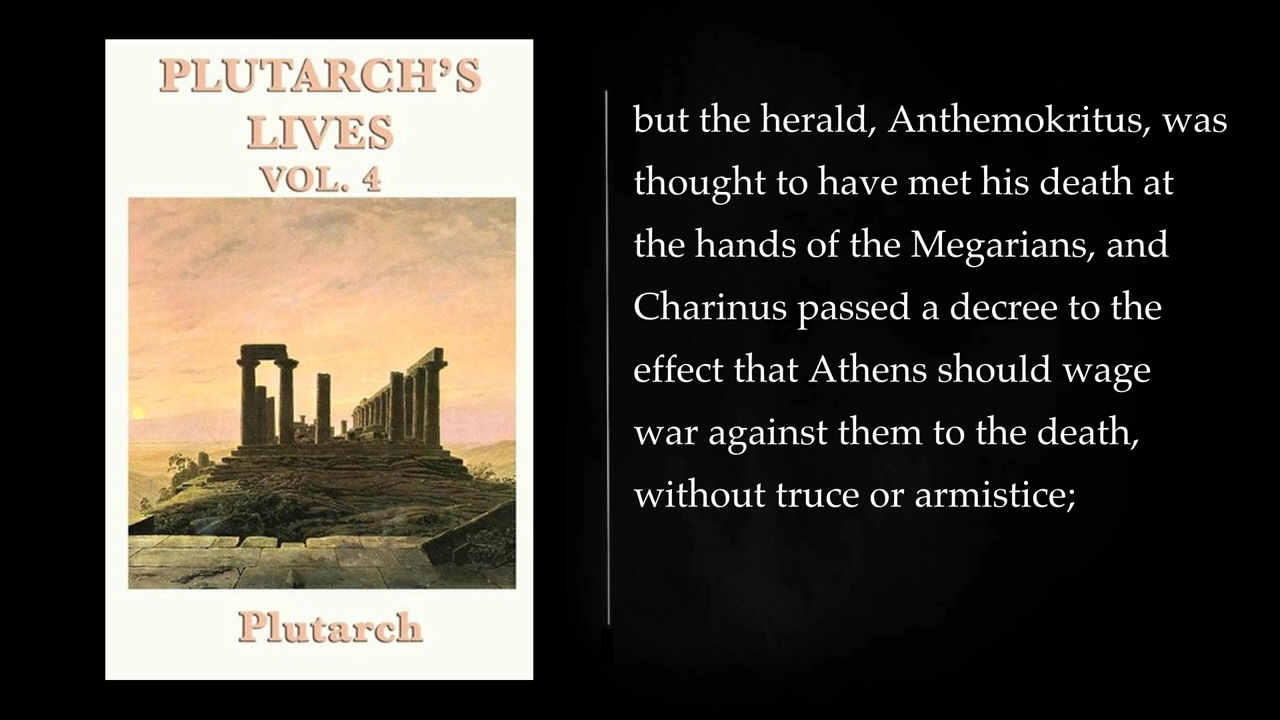 PLUTARCH'S
LIVES
VOL. 4
Plutarch
but the herald, Anthemokritus, was
thought to have met his death at
the hands of the Megarians, and
Charinus passed a decree to the
effect that Athens should wage
war against them to the death,
without truce or armistice;